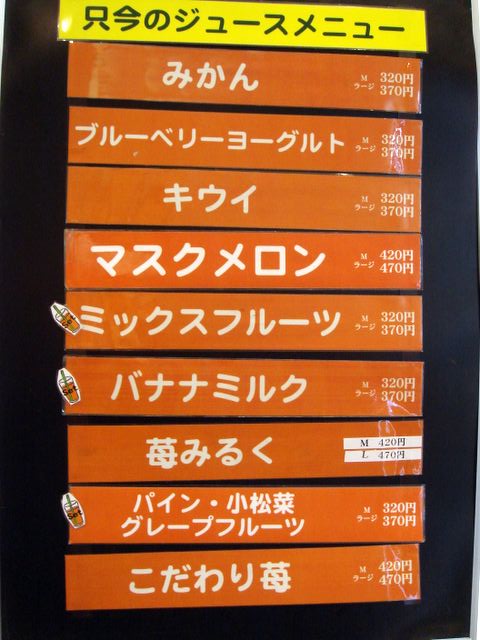 只今のジュースメニュー
みかん
M 320円
ラージ 370円
ブルーベリーヨーグルト
M 320円
ラージ 370円
キウイ
M 320円
ラージ 370円
マスクメロン
M 420円
ラージ 470円
ミックスフルーツ
M 320円
ラージ 370円
バナナミルク
M 320円
ラージ 370円
苺みるく
M 420円
L 470円
パイン・小松菜
グレープフルーツ
M 320円
ラージ 370円
こだわり苺
M 420円
ラージ 470円